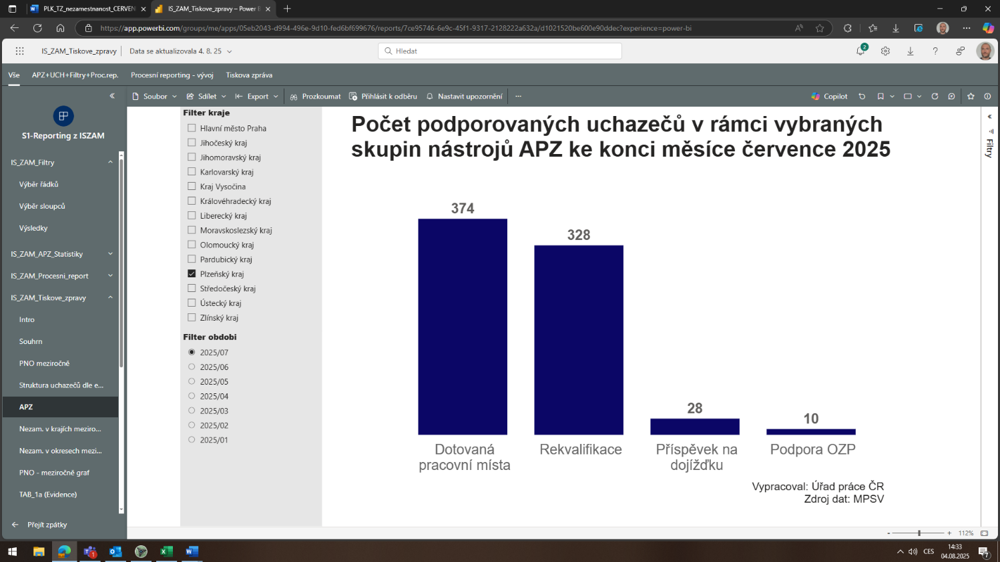 PLK_TZ_nezamestnanost_CERVEN
IS_ZAM_Tiskove_zpravy – Power B
https://app.powerbi.com/groups/me/apps/05eb2043-d994-496e-9d10-fed6bf699676/reports/7ce95746-6e9c-45f1-9317-2128222a632a/d1021520be600e90ddec?experience=power-bi
IS_ZAM_Tiskove_zpravy
Data se aktualizovala 4. 8. 25
Hledat
2
Vše
APZ+UCH+Filtry+Proc.rep.
Procesní reporting - vývoj
Tiskova zpráva
Soubor
Sdílet
Export
Prozkoumat
Přihlásit k odběru
Nastavit upozornění
Copilot
S1-Reporting z ISZAM
IS_ZAM_Filtry
Výběr řádků
Výběr sloupců
Výsledky
IS_ZAM_APZ_Statistiky
IS_ZAM_Procesni_report
IS_ZAM_Tiskove_zpravy
Intro
Souhrn
PNO meziročně
Struktura uchazečů dle e...
APZ
Nezam. v krajích meziro...
Nezam. v okresech mezi...
PNO - meziročně graf
TAB_1a (Evidence)
Přejít zpátky
Filter kraje
Hlavní město Praha
Jihočeský kraj
Jihomoravský kraj
Karlovarský kraj
Kraj Vysočina
Královéhradecký kraj
Liberecký kraj
Moravskoslezský kraj
Olomoucký kraj
Pardubický kraj
Plzeňský kraj
Středočeský kraj
Ústecký kraj
Zlínský kraj
Filter obdobi
2025/07
2025/06
2025/05
2025/04
2025/03
2025/02
2025/01
Počet podporovaných uchazečů v rámci vybraných
skupin nástrojů APZ ke konci měsíce července 2025
374
328
28
10
Dotovaná
pracovní místa
Rekvalifikace
Příspěvek na
dojížďku
Podpora OZP
Vypracoval: Úřad práce ČR
Zdroj dat: MPSV
Filtry
- + 112%
1
CES
14:33
04.08.2025
7